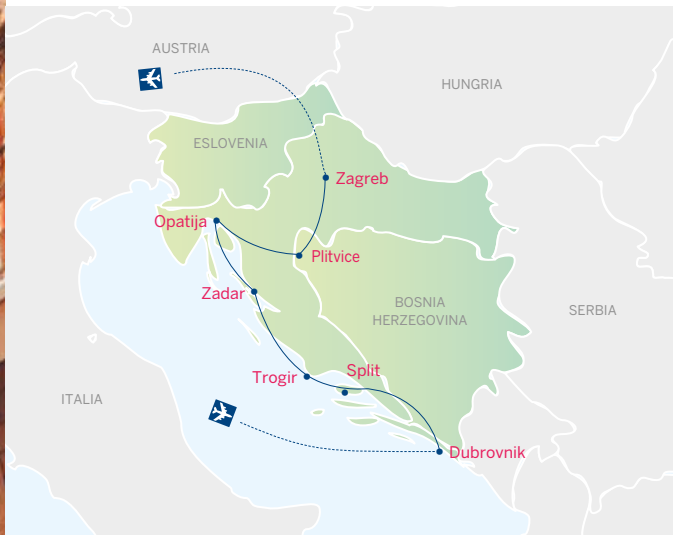 AUSTRIA
HUNGRIA
ESLOVENIA
Zagreb
Opatija
Plitvice
Zadar
BOSNIA
HERZEGOVINA
SERBIA
Split
Trogir
ITALIA
Dubrovnik